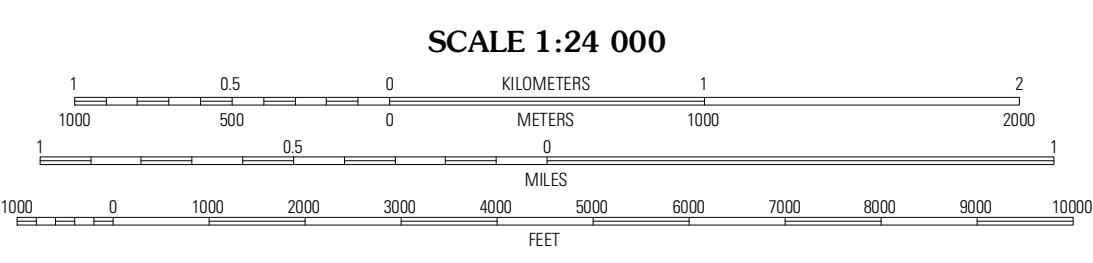 SCALE 1:24 000
1 0.5 0 KILOMETERS 1 2
1000 500 0 METERS 1000 2000
1 0.5 0 1
MILES
1000 0 1000 2000 3000 4000 5000 6000 7000 8000 9000 10000
FEET